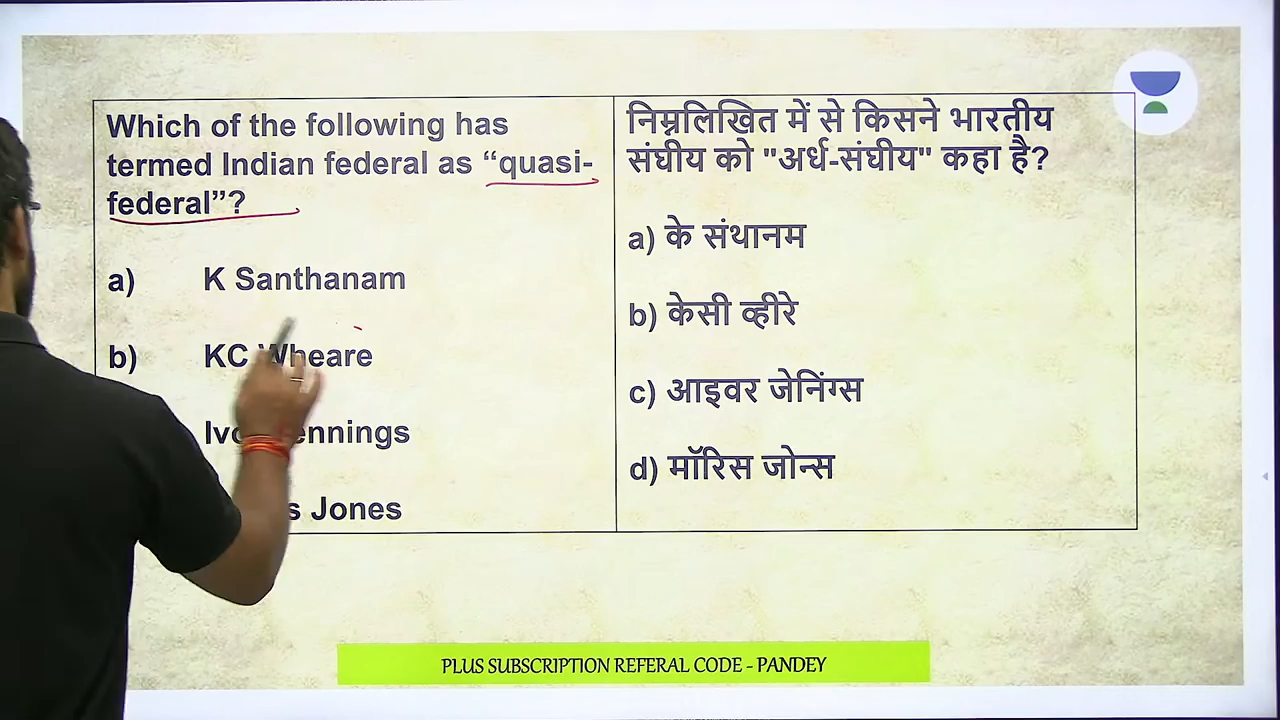 Which of the following has
termed Indian federal as “quasi-
federal”?
a) K Santhanam
b) KC Wheare
Jones
निम्नलिखित में से किसने भारतीय
संघीय को "अर्ध-संघीय" कहा है?
a) के संथानम
b) केसी व्हीरे
c) आइवर जेनिंग्स
d) मॉरिस जोन्स
PLUS SUBSCRIPTION REFERAL CODE - PANDEY